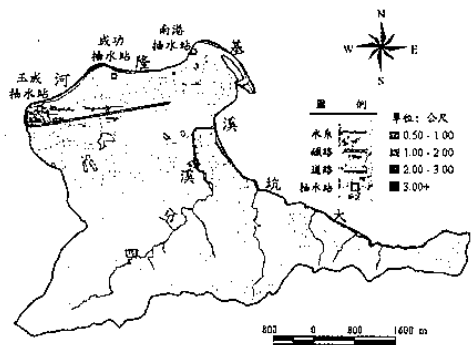 N
W E
S
玉成
抽水站
成功
抽水站
南港
抽水站
基
隆
河
大
坑
溪
四
分
溪
圖 例
水系
鐵路
道路
抽水站
單位: 公尺
0.50 - 1.00
1.00 - 2.00
2.00 - 3.00
3.00+
800 0 800 1600 m